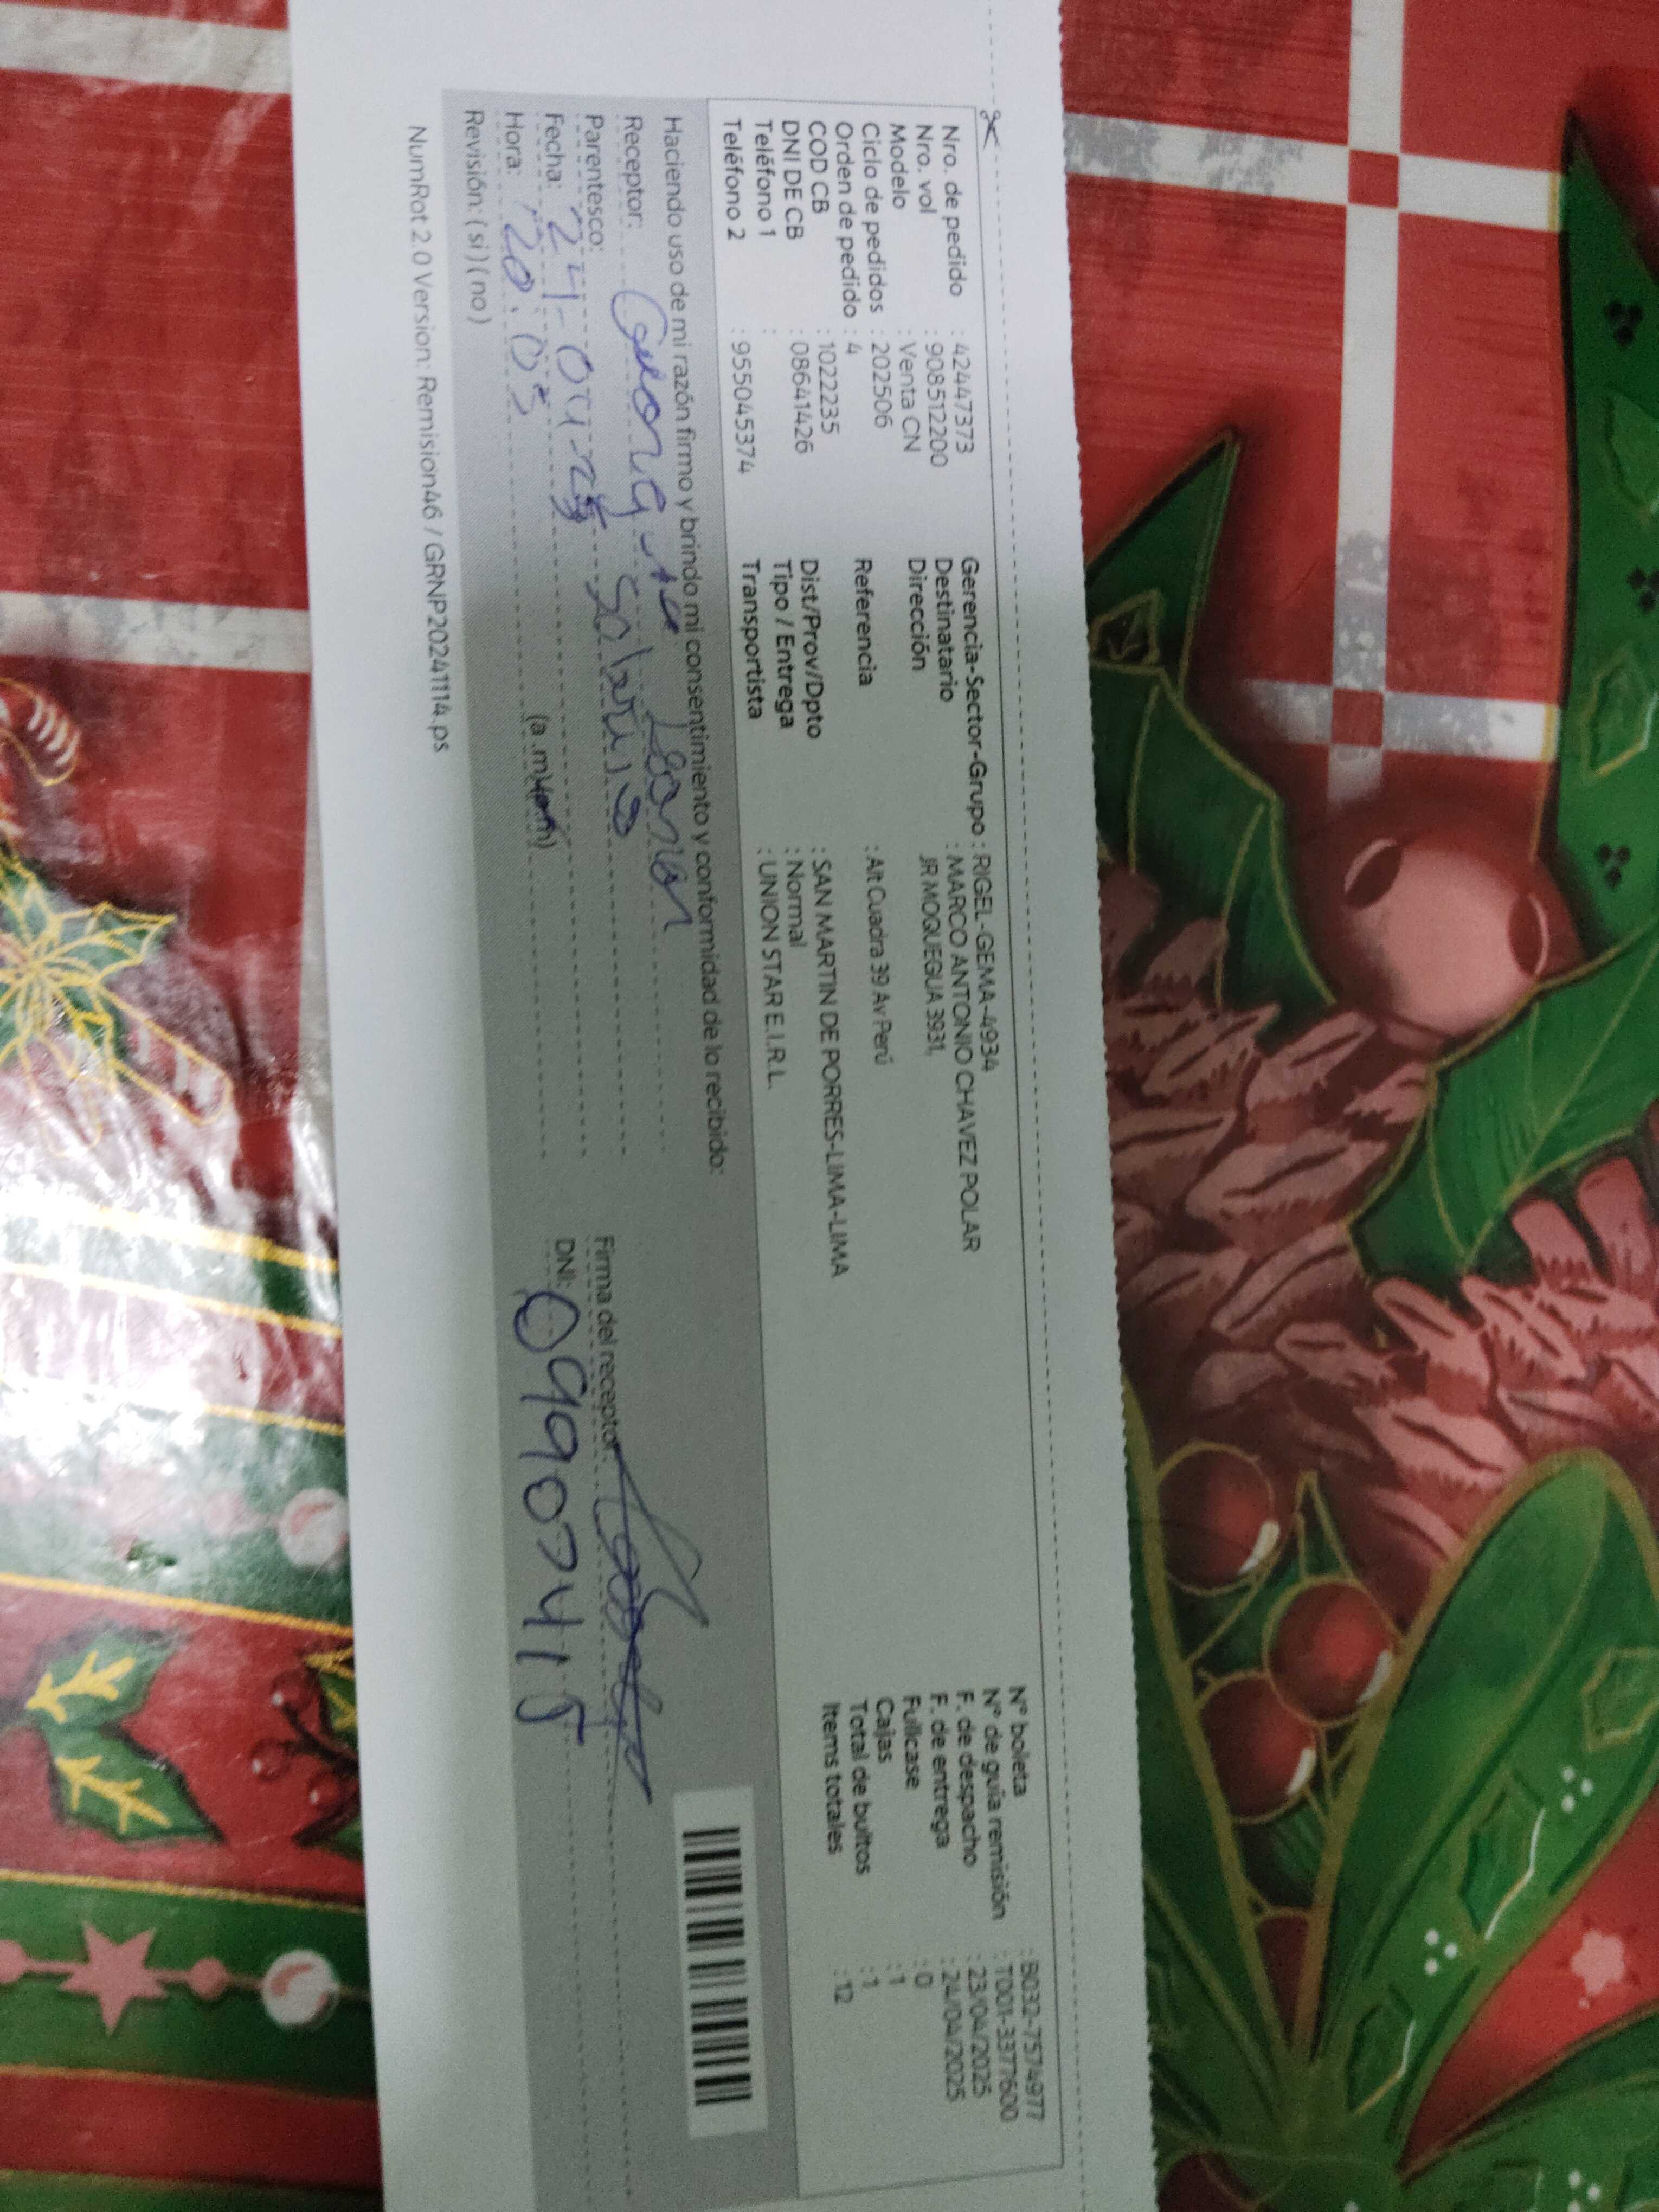 Nro. de pedido : 42447373
Nro. vol : 908512200
Modelo : Venta CN
Ciclo de pedidos : 202506
Orden de pedido : 4
COD CB : 1022235
DNI DE CB : 08641426
Teléfono 1 :
Teléfono 2 : 955045374
Gerencia-Sector-Grupo : RIGEL-GEMA-4934
Destinatario : MARCO ANTONIO CHAVEZ POLAR
Dirección JR MOQUEGUA 3931,
Referencia : Alt Cuadra 39 Av Perú
Dist/Prov/Dpto : SAN MARTIN DE PORRES-LIMA-LIMA
Tipo / Entrega : Normal
Transportista : UNION STAR E.I.R.L.
N° boleta : B032-7574977
N° de guía remisión : T001-3377600
F. de despacho : 23/04/2025
F. de entrega : 24/04/2025
Fullcase : 0
Cajas : 1
Total de bultos : 1
Items totales : 12
Haciendo uso de mi razón firmo y brindo mi consentimiento y conformidad de lo recibido:
Receptor:
Parentesco: Sobrina
Fecha: 24-04-25
Hora: 20:05 (a.m)(pm)
Revisión: (si) (no)
Firma del receptor:
DNI: 09907415
NumRot 2.0 Version: Remision46 / GRNP20241114.ps